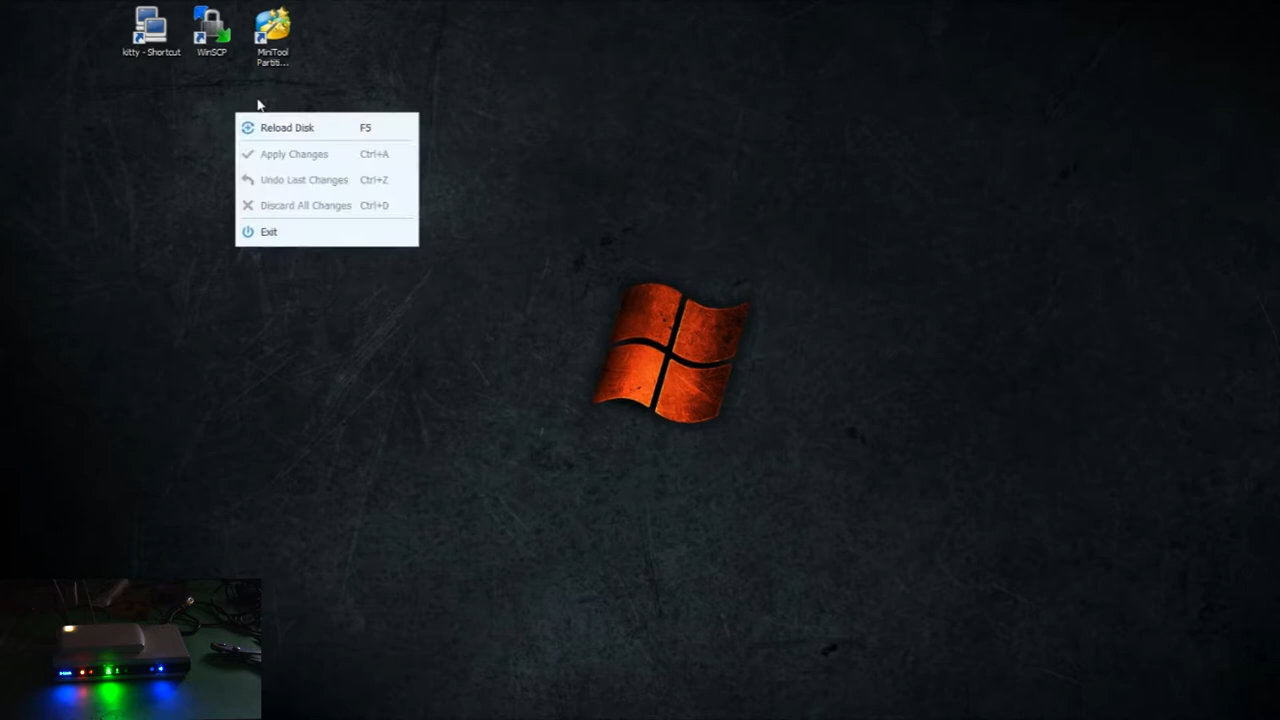 kitty - Shortcut
WinSCP
MiniTool
Partiti...
Reload Disk F5
Apply Changes Ctrl+A
Undo Last Changes Ctrl+Z
Discard All Changes Ctrl+D
Exit